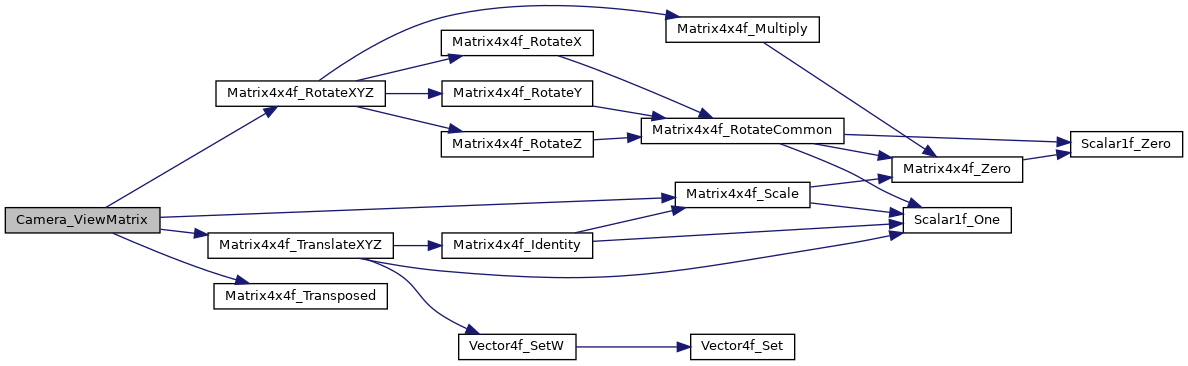 Camera_ViewMatrix
Matrix4x4f_RotateXYZ
Matrix4x4f_TranslateXYZ
Matrix4x4f_Transposed
Matrix4x4f_RotateX
Matrix4x4f_RotateY
Matrix4x4f_RotateZ
Matrix4x4f_Identity
Vector4f_SetW
Matrix4x4f_Multiply
Matrix4x4f_RotateCommon
Matrix4x4f_Scale
Vector4f_Set
Matrix4x4f_Zero
Scalar1f_One
Scalar1f_Zero